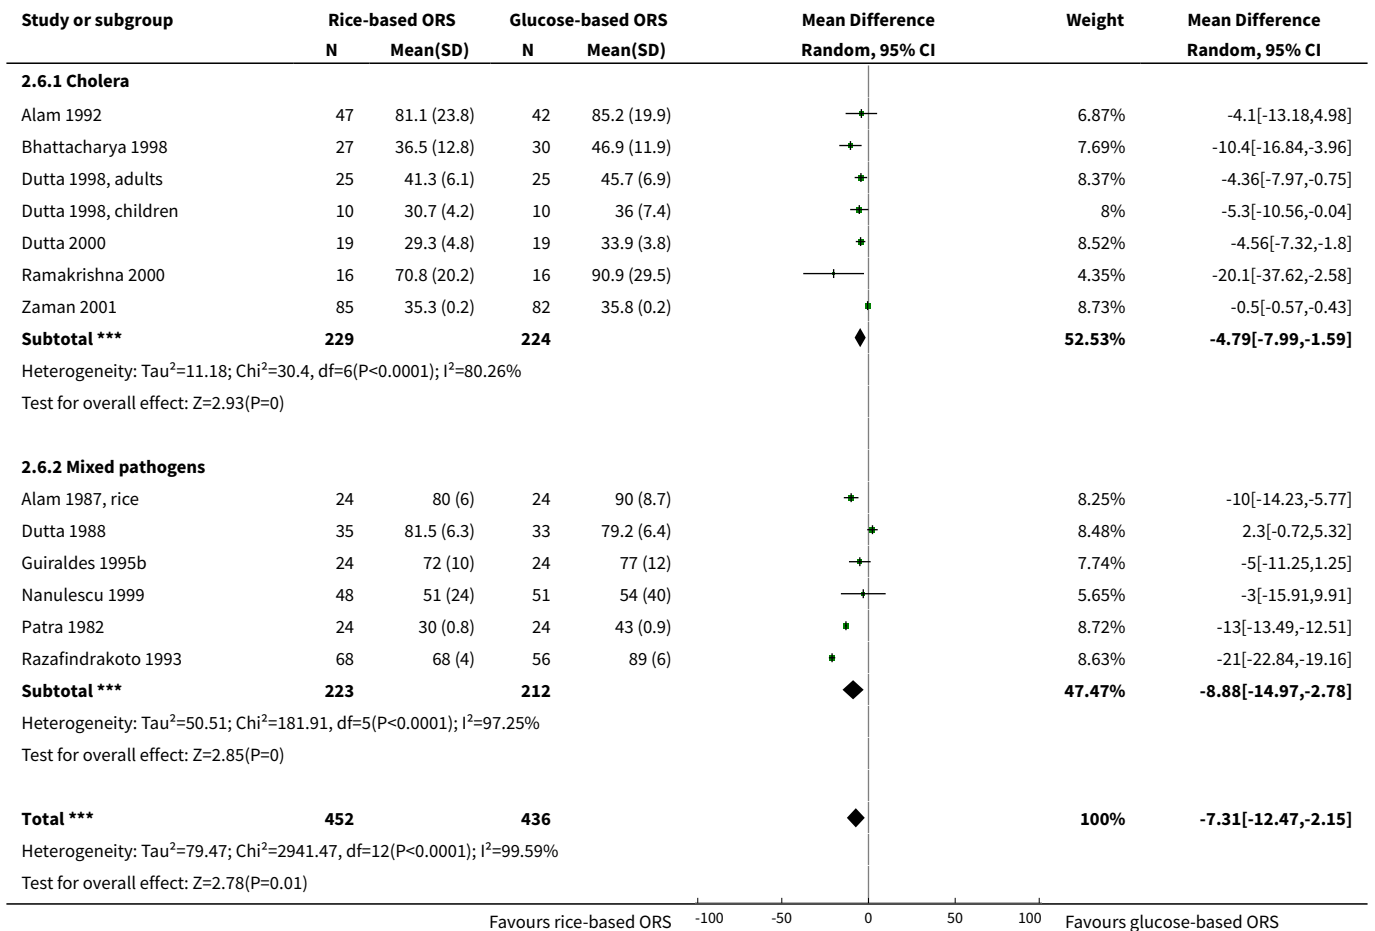 Study or subgroup Rice-based ORS Glucose-based ORS Mean Difference Weight Mean Difference
N Mean(SD) N Mean(SD) Random, 95% CI Random, 95% CI
2.6.1 Cholera
Alam 1992 47 81.1 (23.8) 42 85.2 (19.9) 6.87% -4.1[-13.18,4.98]
Bhattacharya 1998 27 36.5 (12.8) 30 46.9 (11.9) 7.69% -10.4[-16.84,-3.96]
Dutta 1998, adults 25 41.3 (6.1) 25 45.7 (6.9) 8.37% -4.36[-7.97,-0.75]
Dutta 1998, children 10 30.7 (4.2) 10 36 (7.4) 8% -5.3[-10.56,-0.04]
Dutta 2000 19 29.3 (4.8) 19 33.9 (3.8) 8.52% -4.56[-7.32,-1.8]
Ramakrishna 2000 16 70.8 (20.2) 16 90.9 (29.5) 4.35% -20.1[-37.62,-2.58]
Zaman 2001 85 35.3 (0.2) 82 35.8 (0.2) 8.73% -0.5[-0.57,-0.43]
Subtotal *** 229 224 52.53% -4.79[-7.99,-1.59]
Heterogeneity: Tau²=11.18; Chi²=30.4, df=6(P<0.0001); I²=80.26%
Test for overall effect: Z=2.93(P=0)
2.6.2 Mixed pathogens
Alam 1987, rice 24 80 (6) 24 90 (8.7) 8.25% -10[-14.23,-5.77]
Dutta 1988 35 81.5 (6.3) 33 79.2 (6.4) 8.48% 2.3[-0.72,5.32]
Guiraldes 1995b 24 72 (10) 24 77 (12) 7.74% -5[-11.25,1.25]
Nanulescu 1999 48 51 (24) 51 54 (40) 5.65% -3[-15.91,9.91]
Patra 1982 24 30 (0.8) 24 43 (0.9) 8.72% -13[-13.49,-12.51]
Razafindrakoto 1993 68 68 (4) 56 89 (6) 8.63% -21[-22.84,-19.16]
Subtotal *** 223 212 47.47% -8.88[-14.97,-2.78]
Heterogeneity: Tau²=50.51; Chi²=181.91, df=5(P<0.0001); I²=97.25%
Test for overall effect: Z=2.85(P=0)
Total *** 452 436 100% -7.31[-12.47,-2.15]
Heterogeneity: Tau²=79.47; Chi²=2941.47, df=12(P<0.0001); I²=99.59%
Test for overall effect: Z=2.78(P=0.01)
Favours rice-based ORS -100 -50 0 50 100 Favours glucose-based ORS